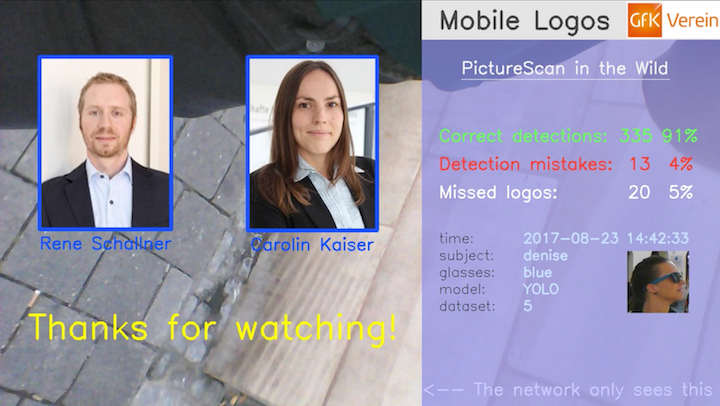 Mobile Logos GfK Verein
PictureScan in the Wild
Correct detections: 335 91%
Detection mistakes: 13 4%
Missed logos: 20 5%
time: 2017-08-23 14:42:33
subject: denise
glasses: blue
model: YOLO
dataset: 5
Rene Schallner
Carolin Kaiser
Thanks for watching!
<-- The network only sees this